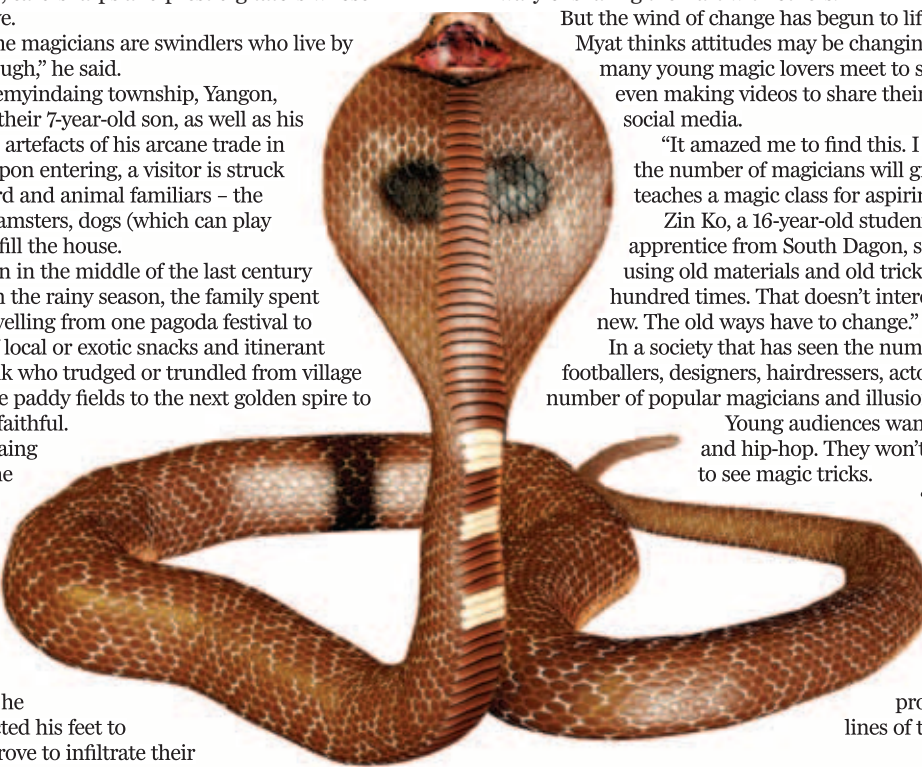 ve.
he magicians are swindlers who live by
ugh,” he said.
emyindaing township, Yangon,
their 7-year-old son, as well as his
artefacts of his arcane trade in
pon entering, a visitor is struck
rd and animal familiars – the
amsters, dogs (which can play
fill the house.
n in the middle of the last century
n the rainy season, the family spent
velling from one pagoda festival to
local or exotic snacks and itinerant
lk who trudged or trundled from village
e paddy fields to the next golden spire to
faithful.
aing
he
he
cted his feet to
rove to infiltrate their
But the wind of change has begun to lif
Myat thinks attitudes may be changin
many young magic lovers meet to s
even making videos to share their
social media.
“It amazed me to find this. I
the number of magicians will g
teaches a magic class for aspirin
Zin Ko, a 16-year-old studen
apprentice from South Dagon, s
using old materials and old trick
hundred times. That doesn’t inter
new. The old ways have to change.”
In a society that has seen the num
footballers, designers, hairdressers, acto
number of popular magicians and illusio
Young audiences wan
and hip-hop. They won’t
to see magic tricks.
pro
lines of t